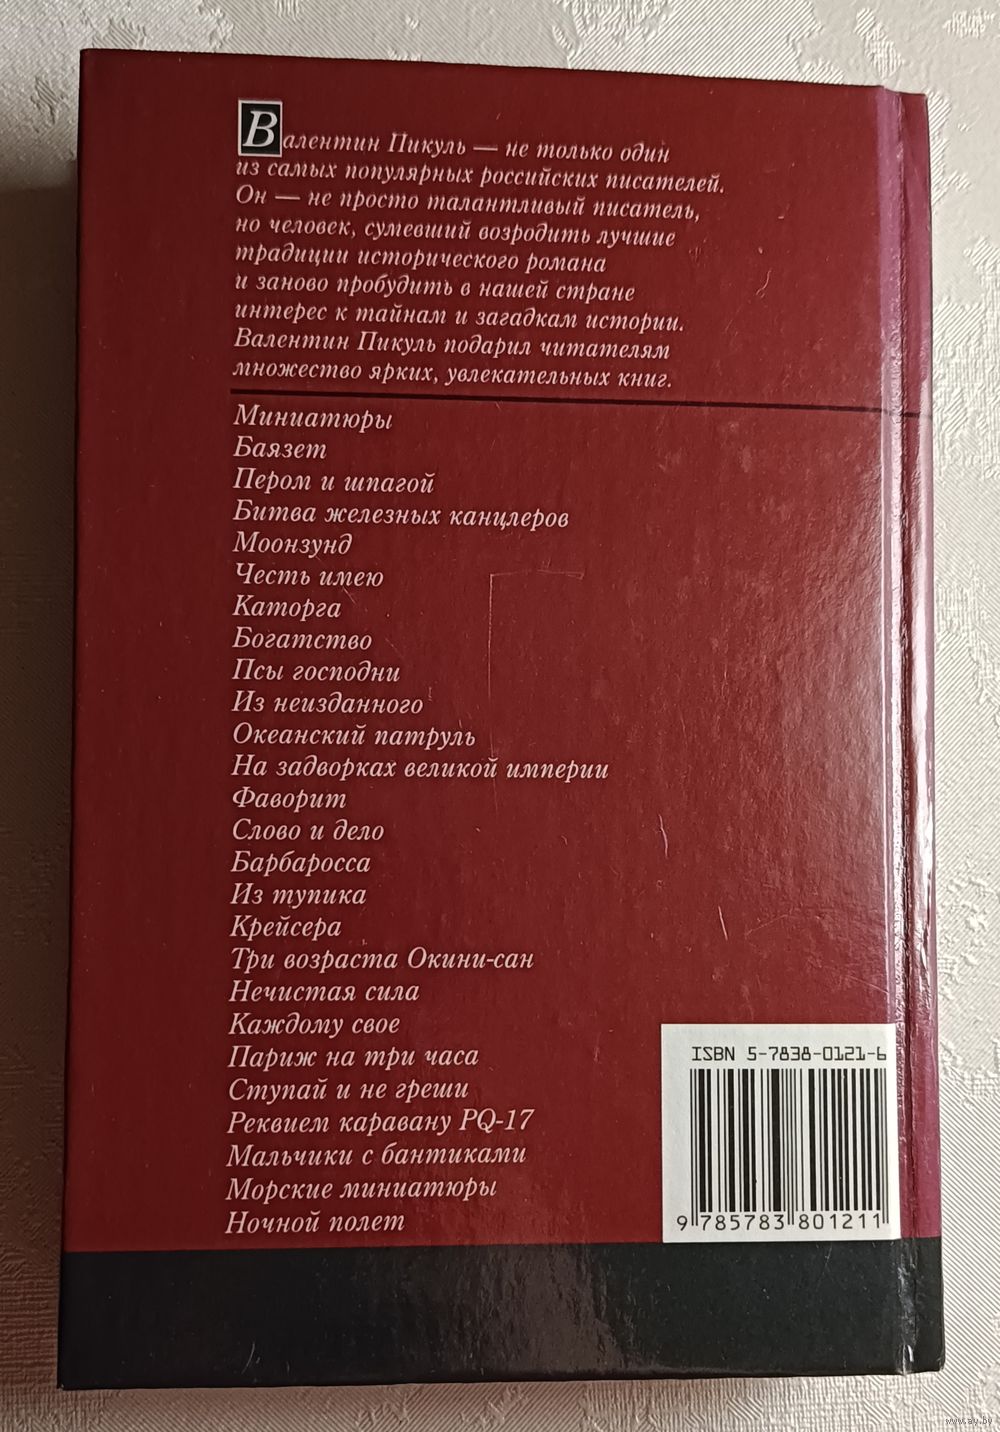 Валентин Пикуль — не только один
из самых популярных российских писателей.
Он — не просто талантливый писатель,
но человек, сумевший возродить лучшие
традиции исторического романа
и заново пробудить в нашей стране
интерес к тайнам и загадкам истории.
Валентин Пикуль подарил читателям
множество ярких, увлекательных книг.
Миниатюры
Баязет
Пером и шпагой
Битва железных канцлеров
Моонзунд
Честь имею
Каторга
Богатство
Псы господни
Из неизданного
Океанский патруль
На задворках великой империи
Фаворит
Слово и дело
Барбаросса
Из тупика
Крейсера
Три возраста Окини-сан
Нечистая сила
Каждому свое
Париж на три часа
Ступай и не греши
Реквием каравану PQ-17
Мальчики с бантиками
Морские миниатюры
Ночной полет
ISBN 5-7838-0121-6
9 785783 801211
www.ay.by